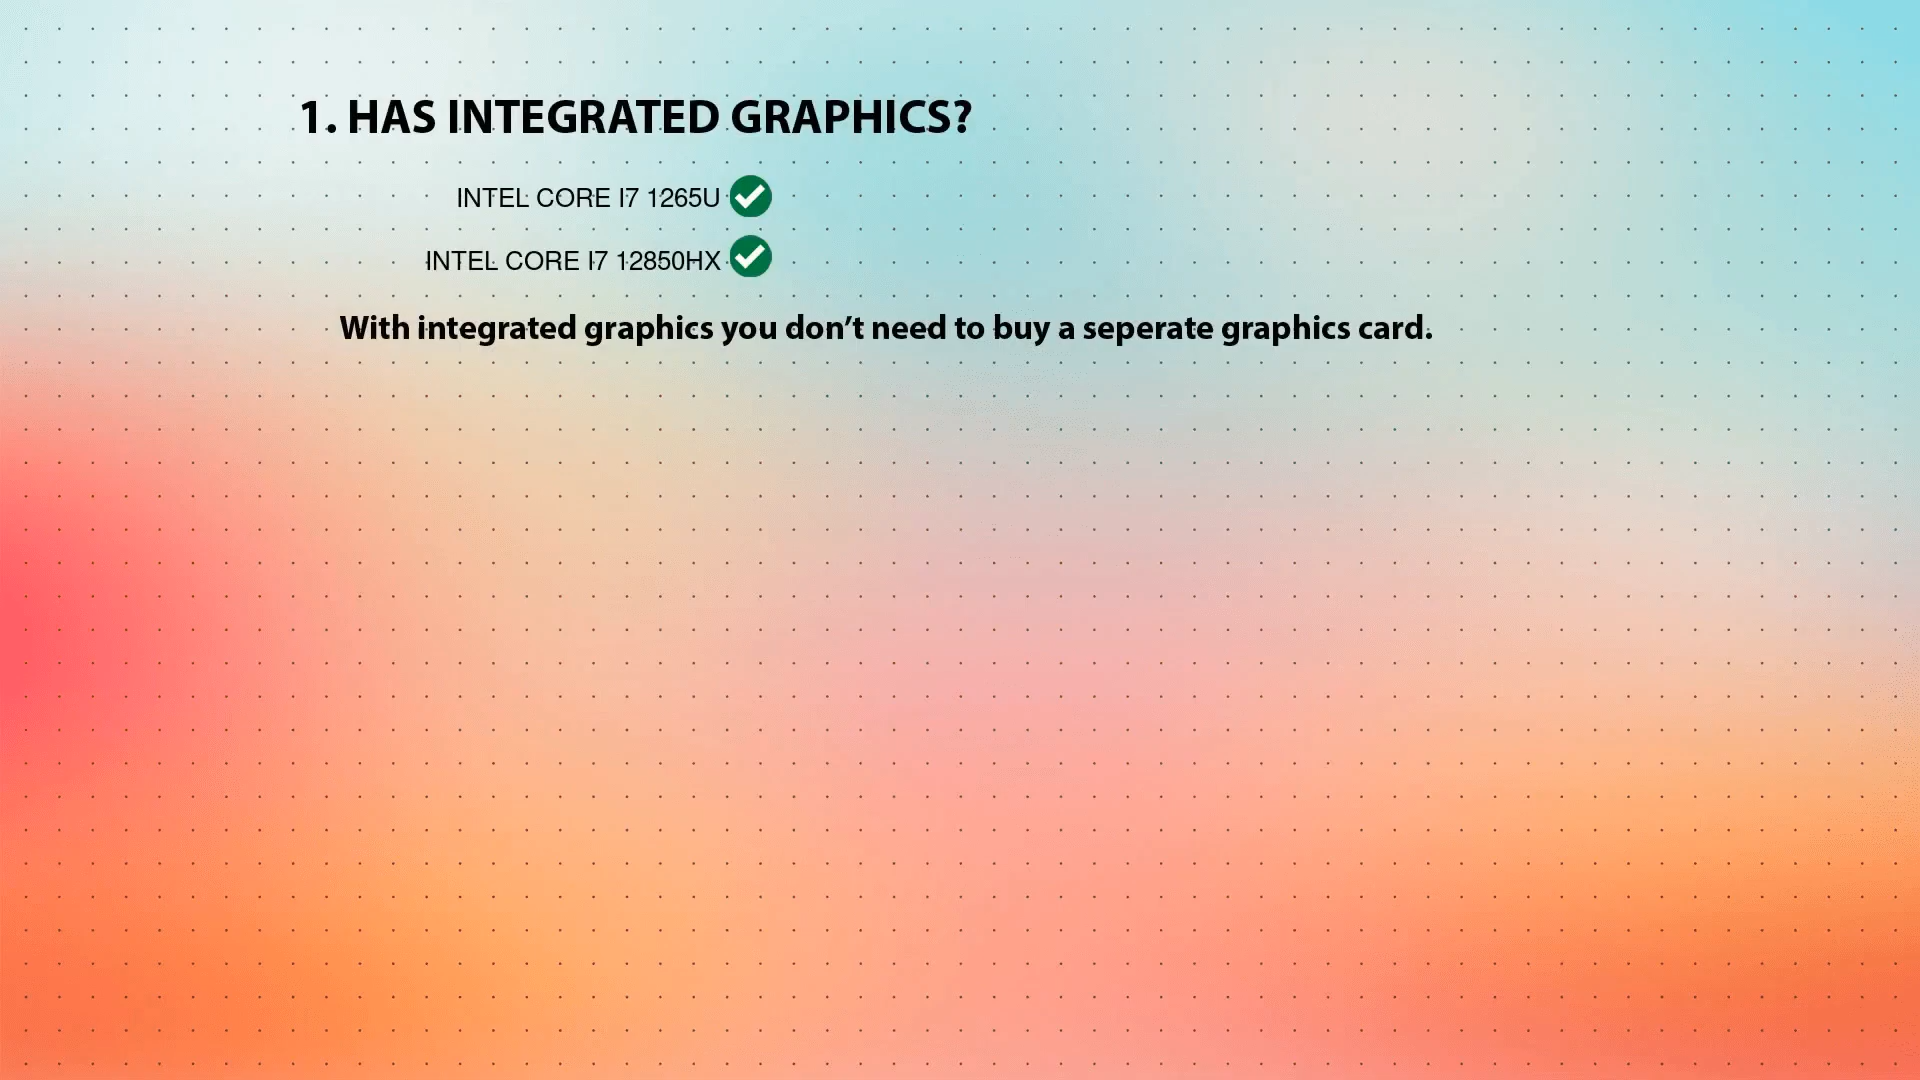 1. HAS INTEGRATED GRAPHICS?
INTEL CORE I7 1265U
INTEL CORE I7 12850HX
With integrated graphics you don’t need to buy a seperate graphics card.